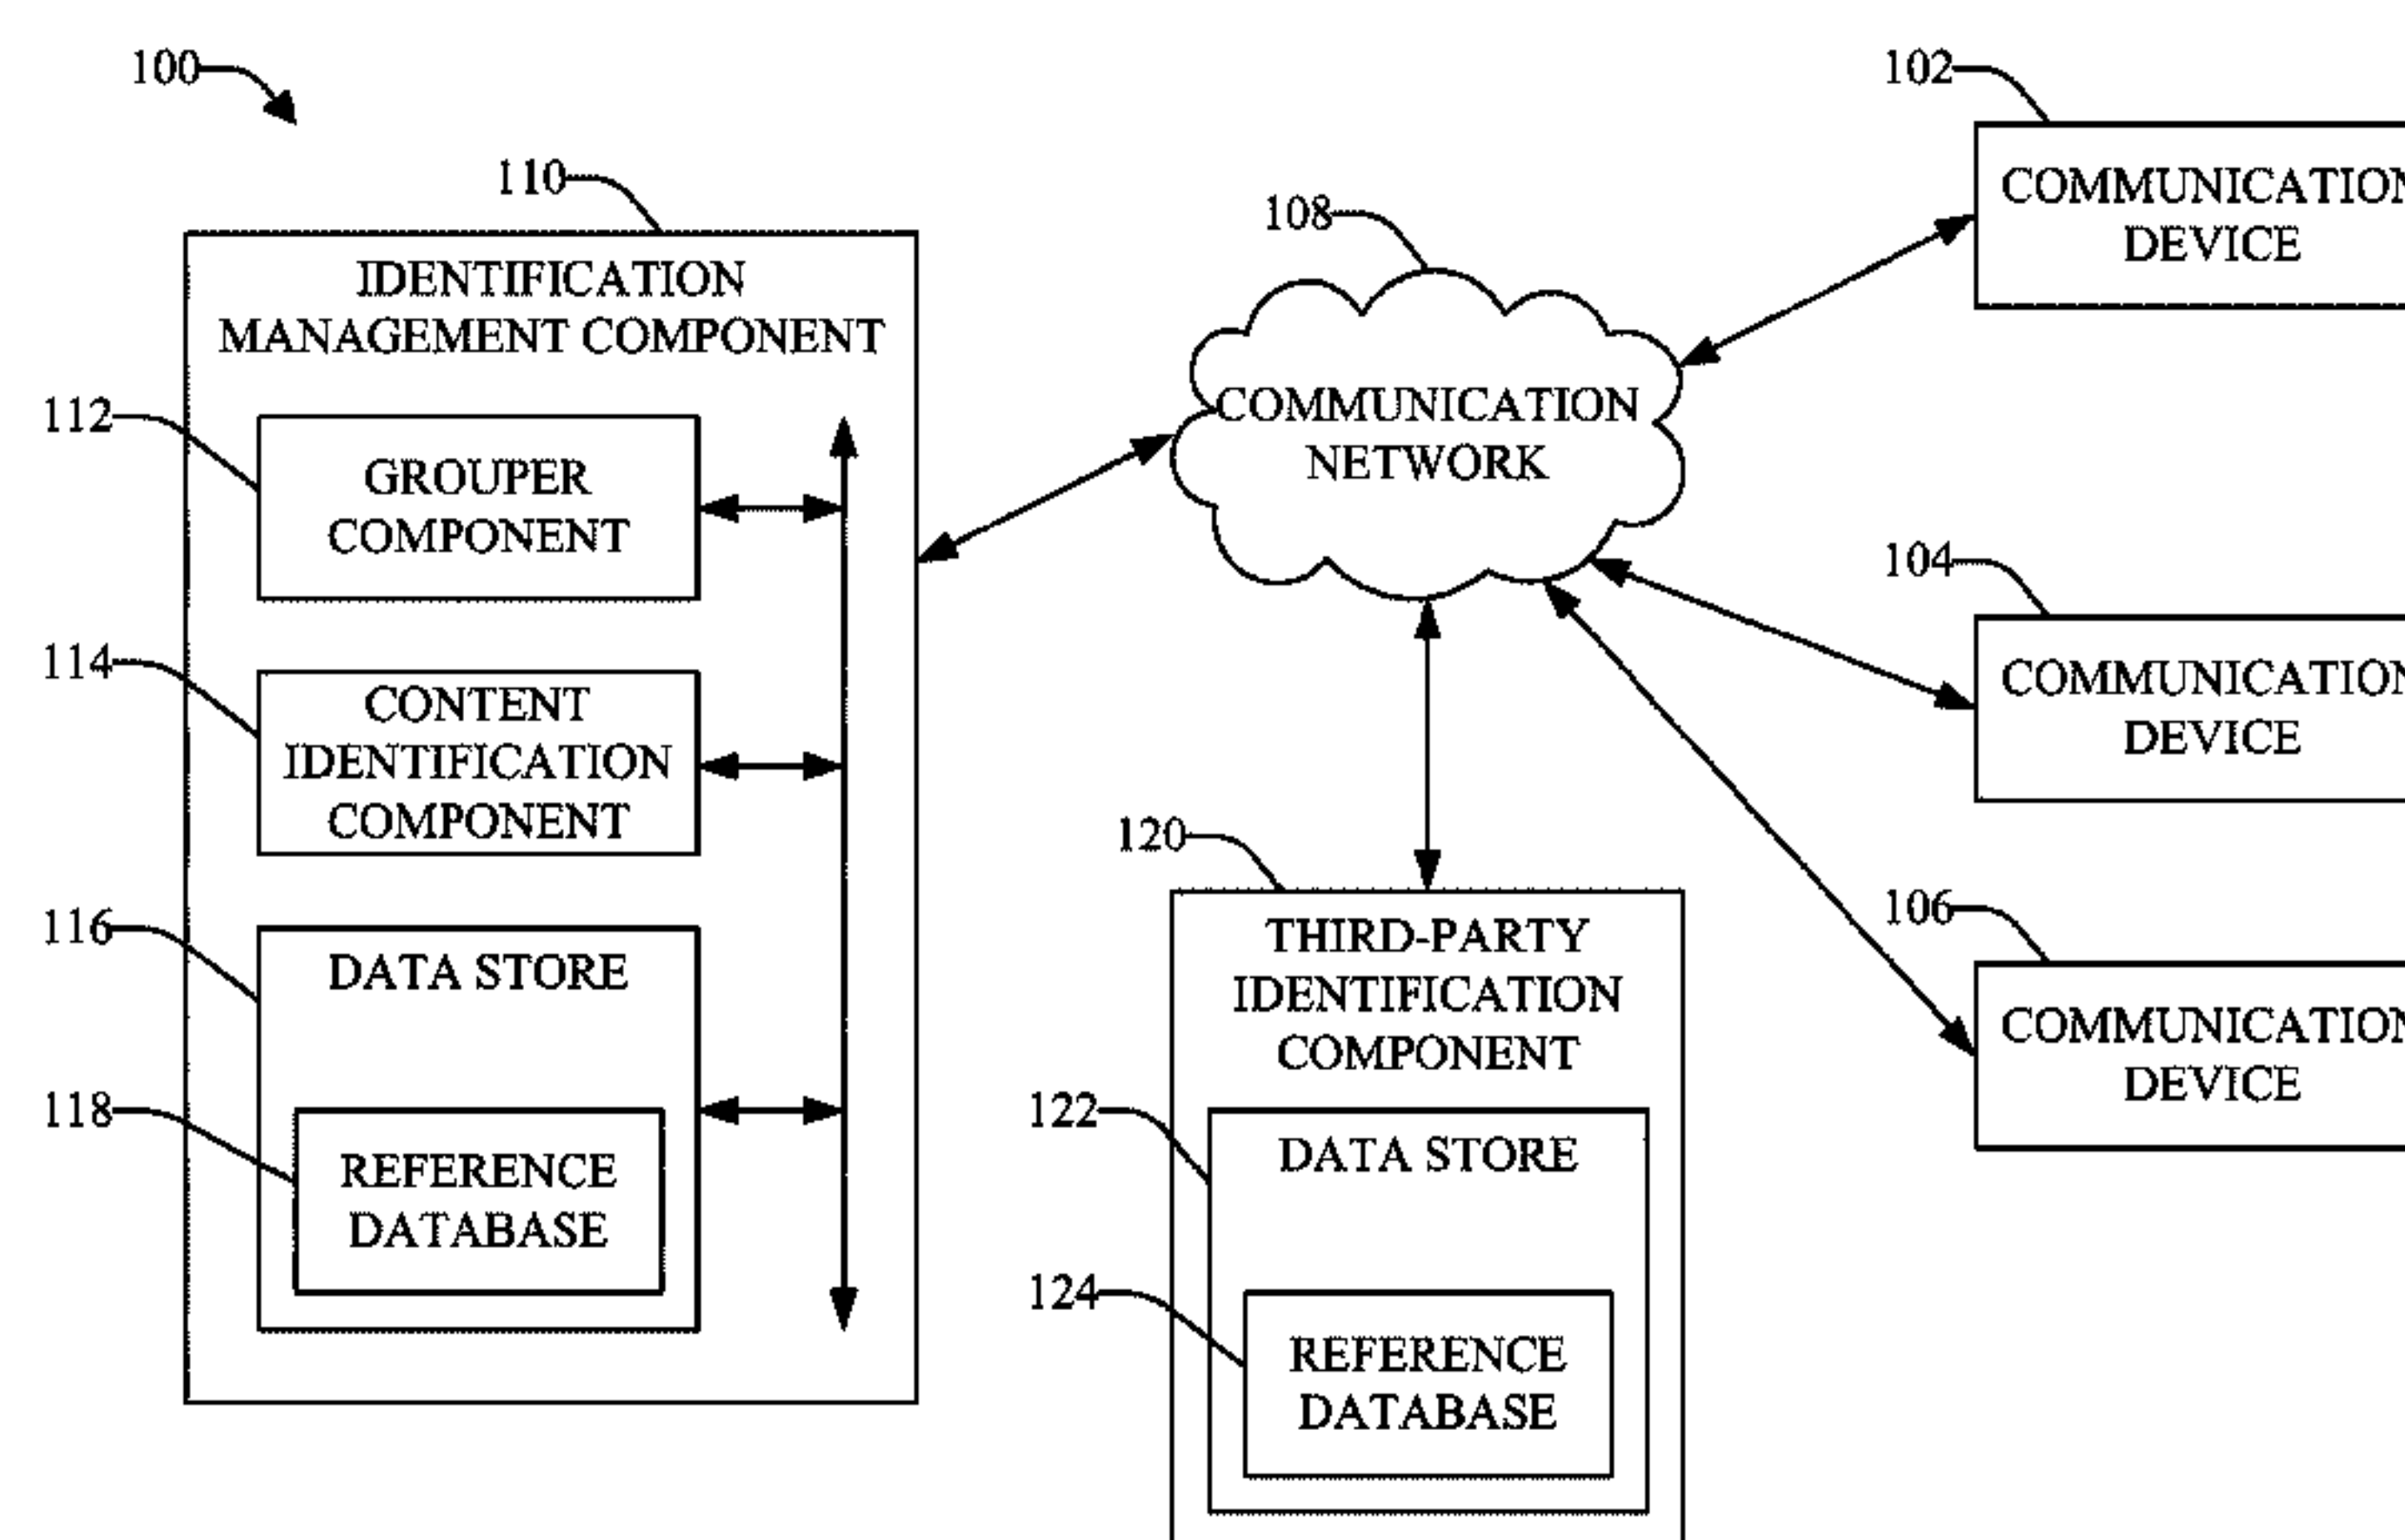 100
102
110
108
COMMUNICATION
DEVICE
IDENTIFICATION
MANAGEMENT COMPONENT
112
GROUPER
COMPONENT
COMMUNICATION
NETWORK
104
COMMUNICATION
DEVICE
114
CONTENT
IDENTIFICATION
COMPONENT
120
106
COMMUNICATION
DEVICE
116
DATA STORE
THIRD-PARTY
IDENTIFICATION
COMPONENT
118
REFERENCE
DATABASE
122
DATA STORE
124
REFERENCE
DATABASE